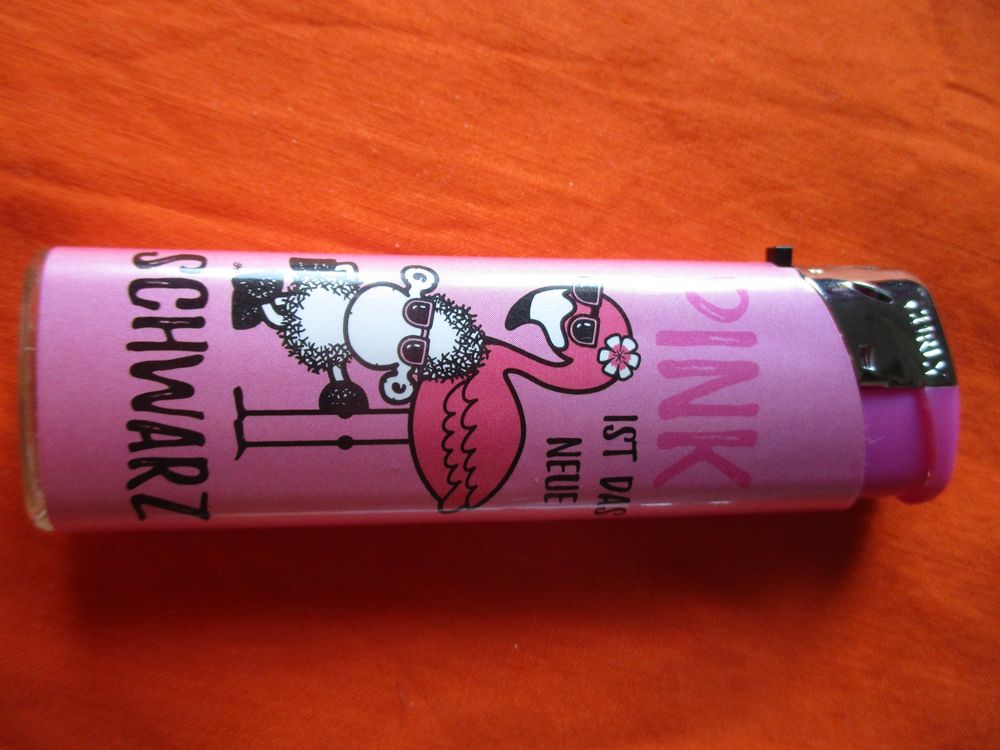 PINK
IST DAS
NEUE
SCHWARZ